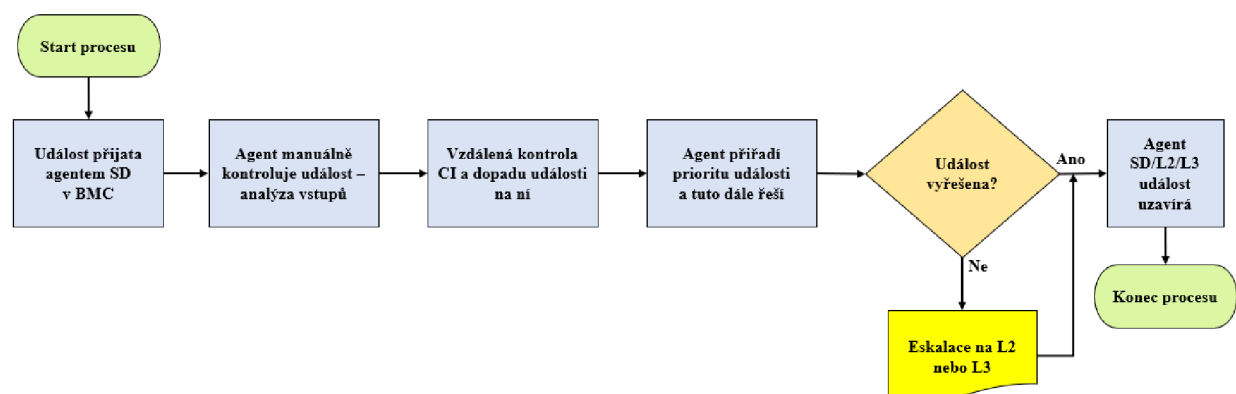 Start procesu
Událost přijata
agentem SD
v BMC
Agent manuálně
kontroluje událost –
analýza vstupů
Vzdálená kontrola
CI a dopadu události
na ní
Agent přiřadí
prioritu události
a tuto dále řeší
Událost
vyřešena?
Ano
Ne
Eskalace na L2
nebo L3
Agent
SD/L2/L3
událost
uzavírá
Konec procesu